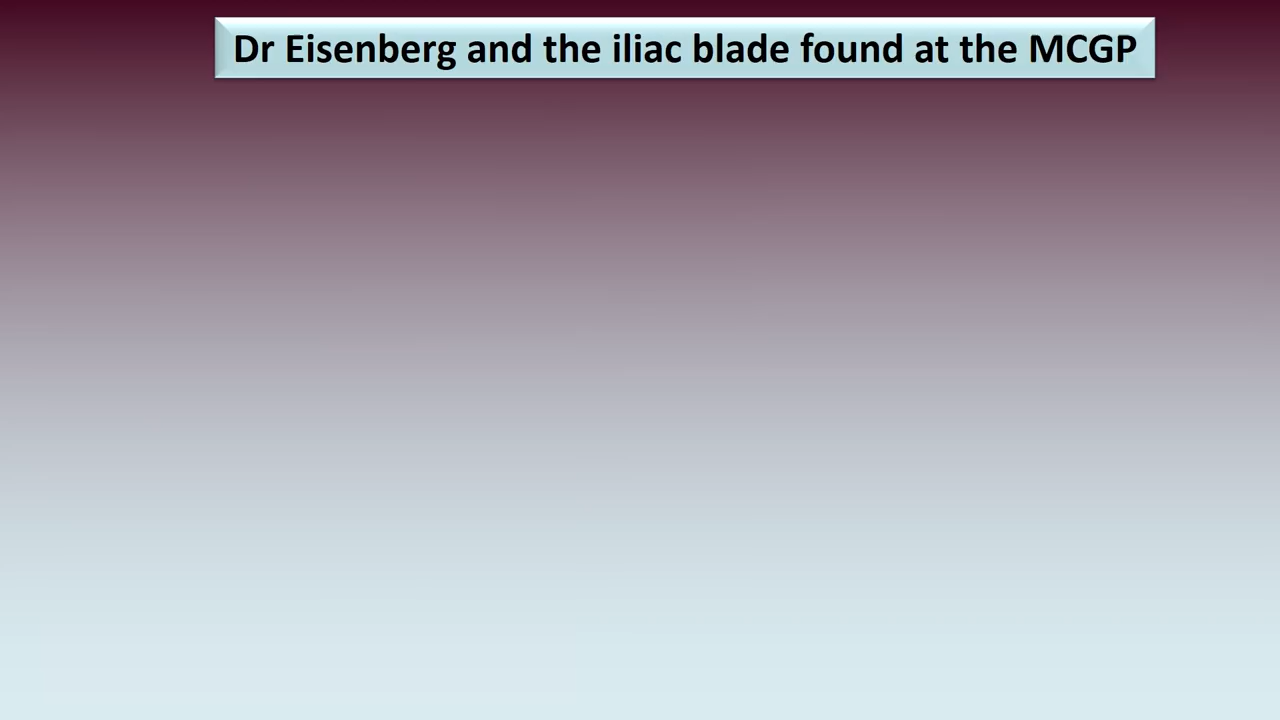 Dr Eisenberg and the iliac blade found at the MCGP